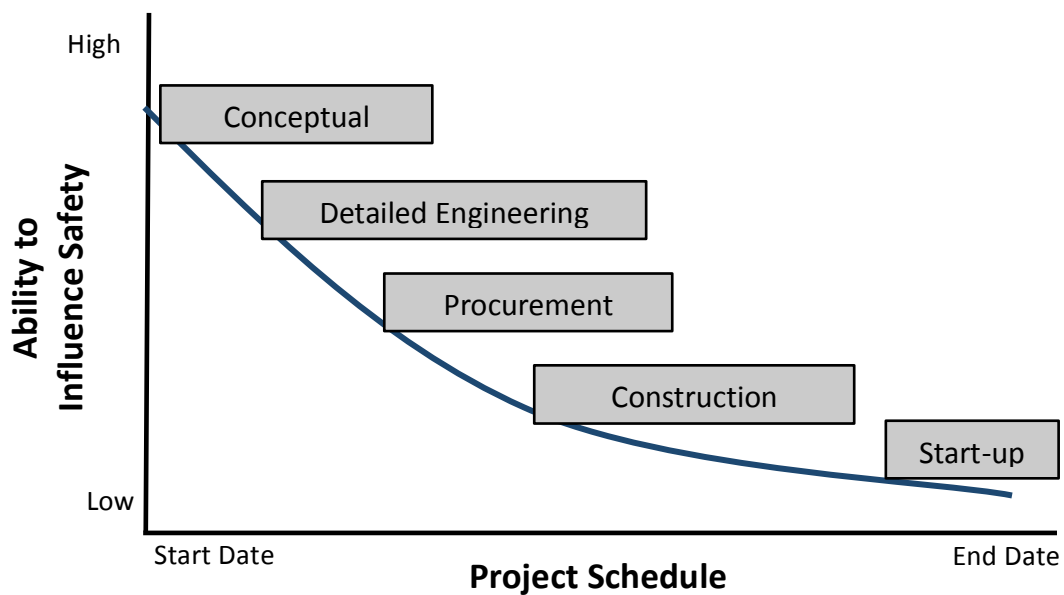 High
Conceptual
Detailed Engineering
Procurement
Construction
Start-up
Ability to
Influence Safety
Low
Start Date
End Date
Project Schedule